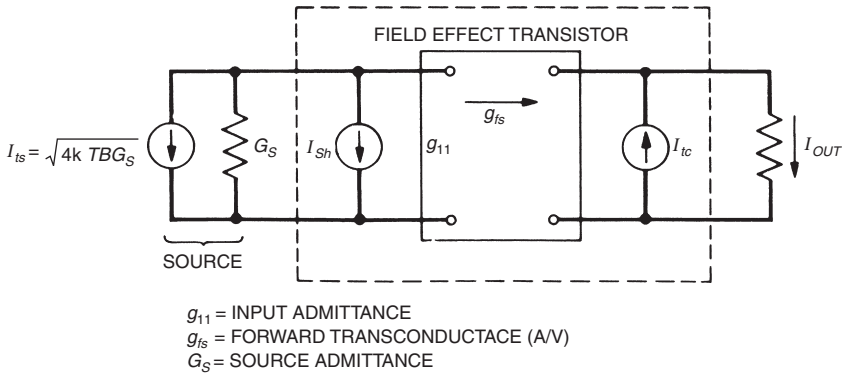 FIELD EFFECT TRANSISTOR
I_ts = √4k TBG_S
G_S
I_Sh
g_11
g_fs
I_tc
I_OUT
SOURCE
g_11 = INPUT ADMITTANCE
g_fs = FORWARD TRANSCONDUCTACE (A/V)
G_S = SOURCE ADMITTANCE